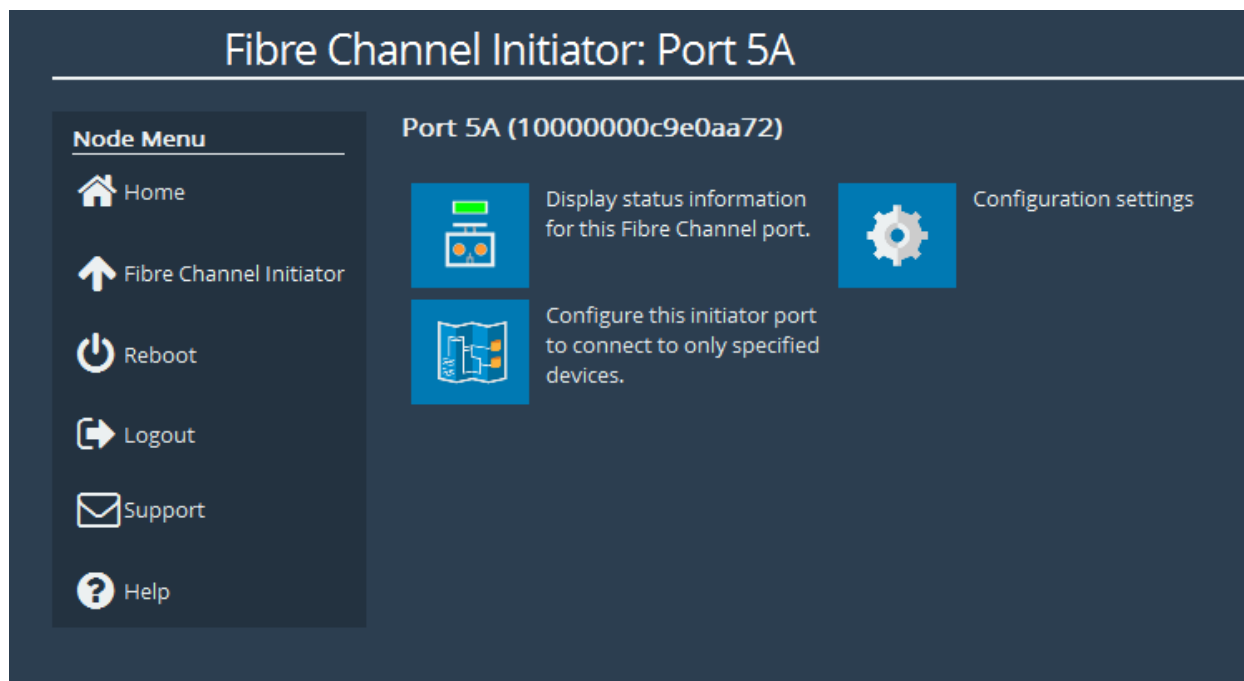 Fibre Channel Initiator: Port 5A
Node Menu
Home
Fibre Channel Initiator
Reboot
Logout
Support
Help
Port 5A (10000000c9e0aa72)
Display status information
for this Fibre Channel port.
Configuration settings
Configure this initiator port
to connect to only specified
devices.